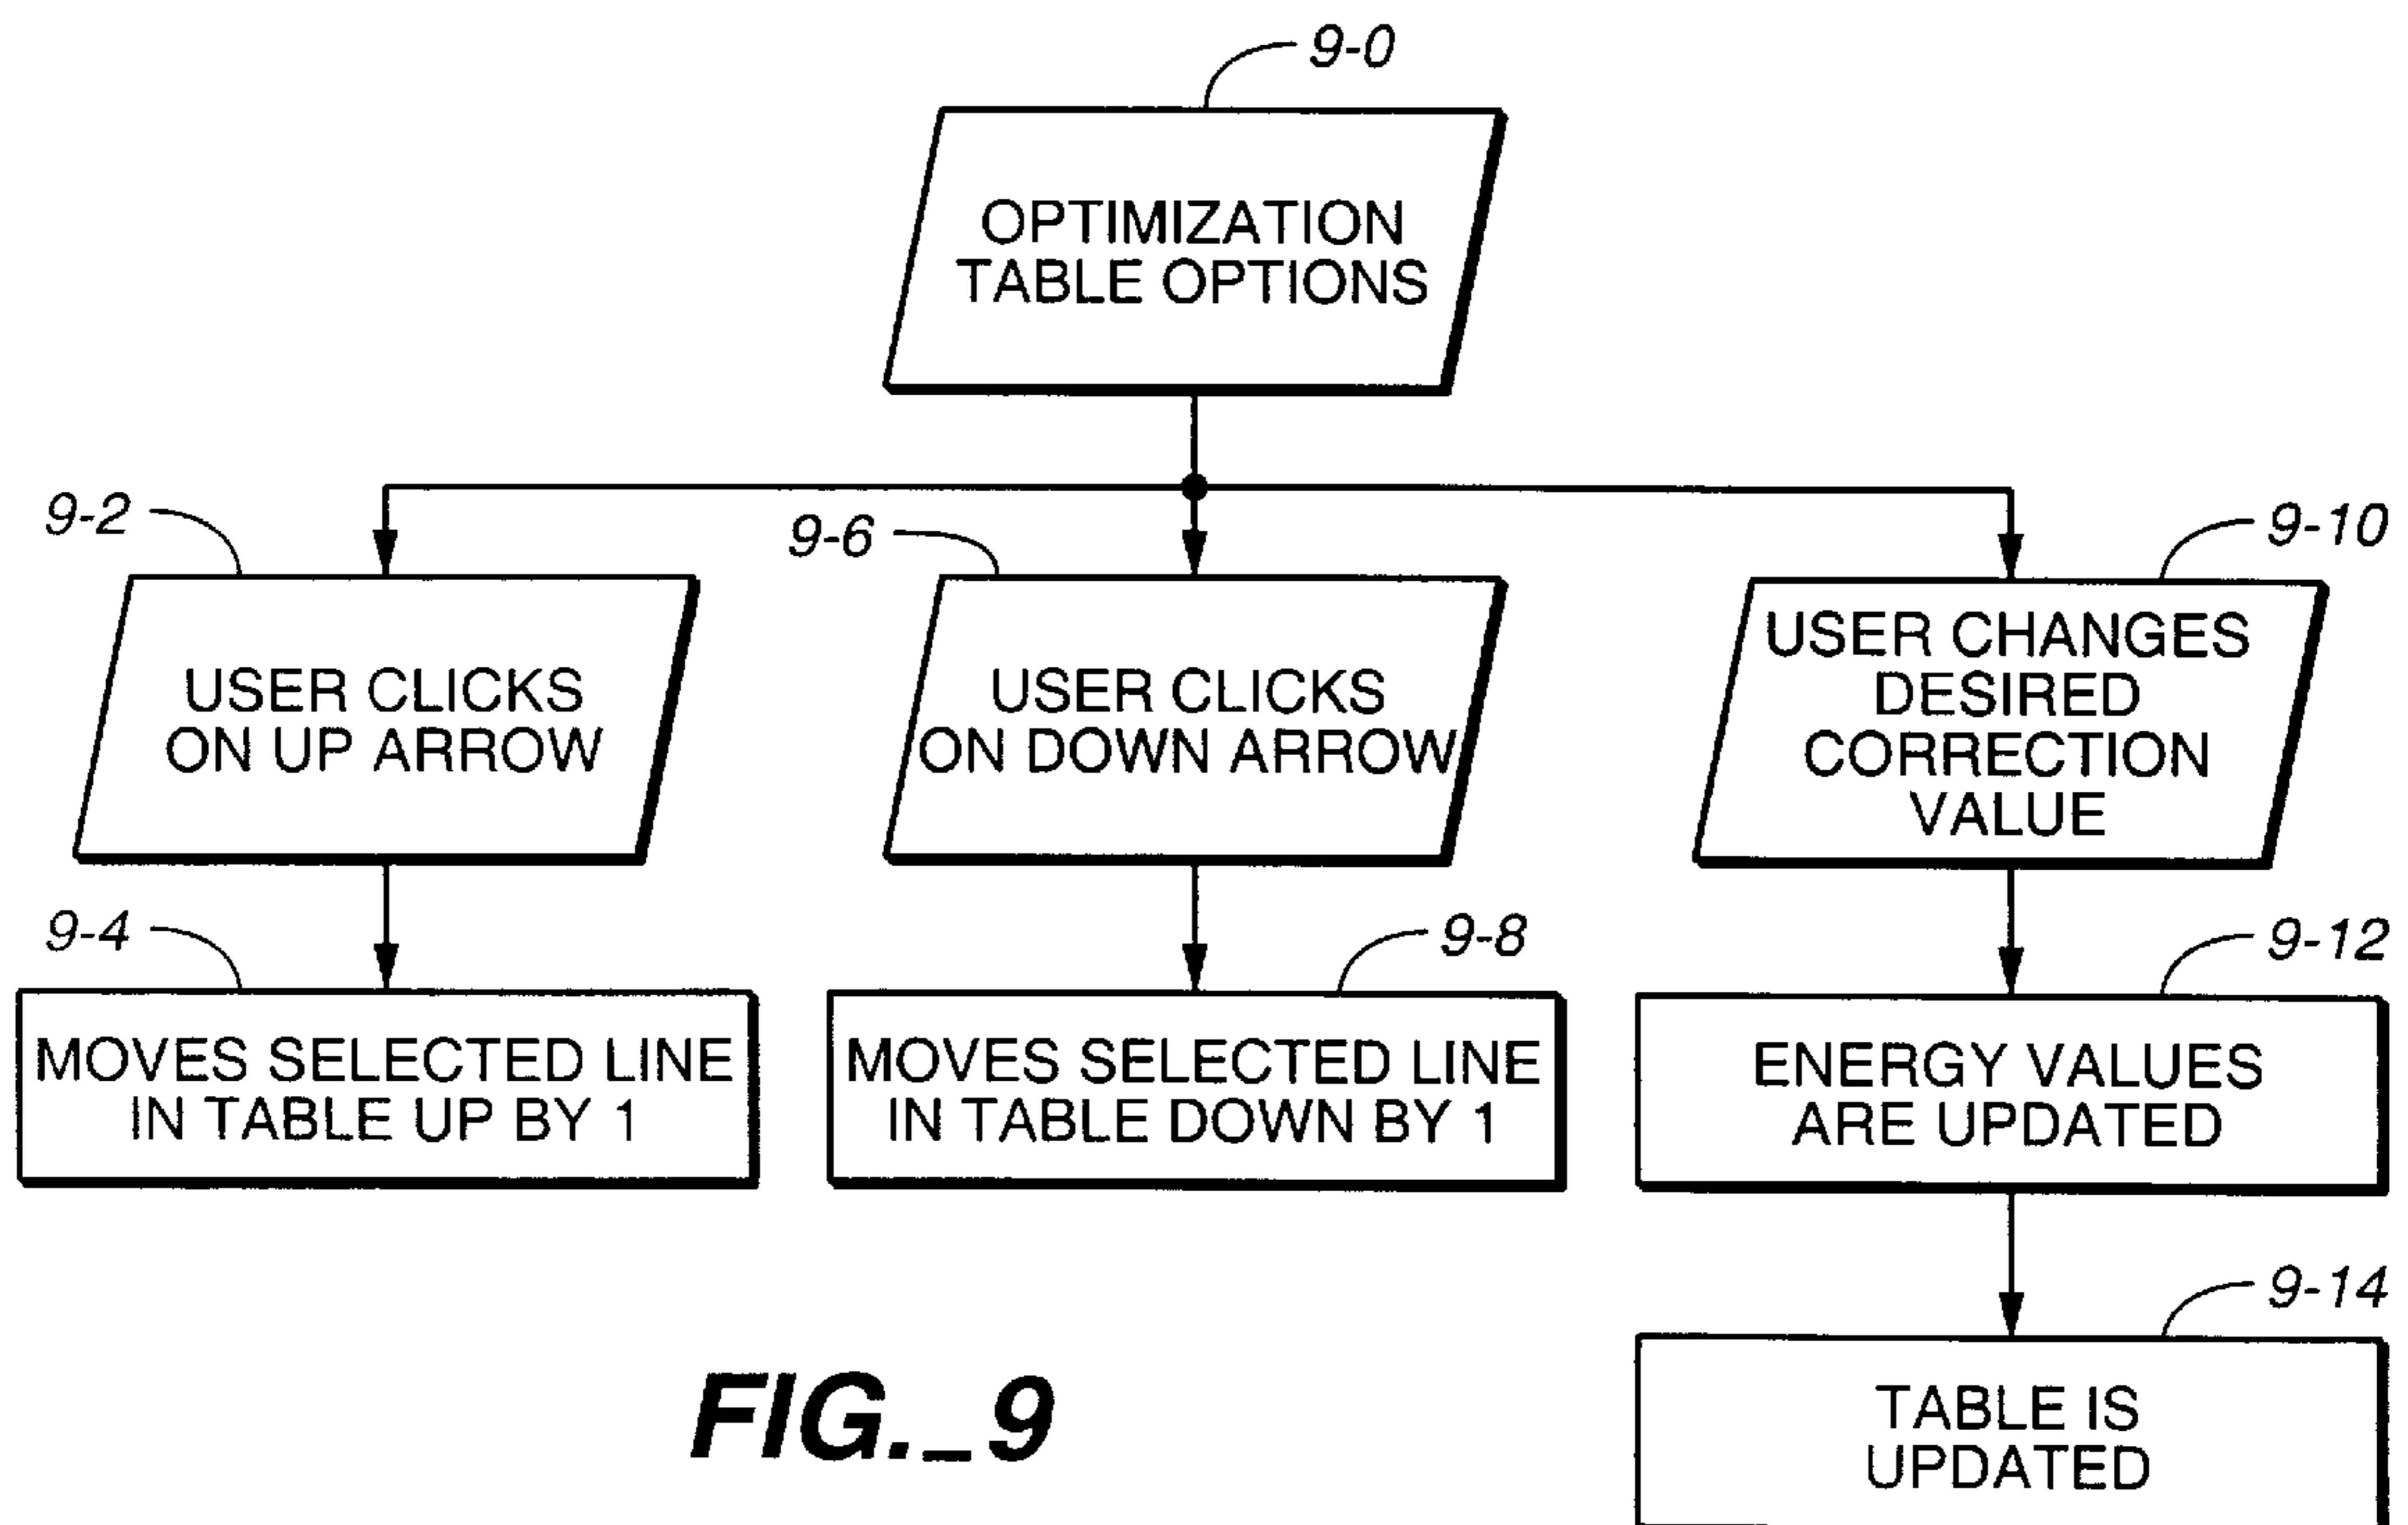 9-0
OPTIMIZATION
TABLE OPTIONS
9-2
USER CLICKS
ON UP ARROW
9-6
USER CLICKS
ON DOWN ARROW
9-10
USER CHANGES
DESIRED
CORRECTION
VALUE
9-4
MOVES SELECTED LINE
IN TABLE UP BY 1
9-8
MOVES SELECTED LINE
IN TABLE DOWN BY 1
9-12
ENERGY VALUES
ARE UPDATED
9-14
TABLE IS
UPDATED
FIG._9